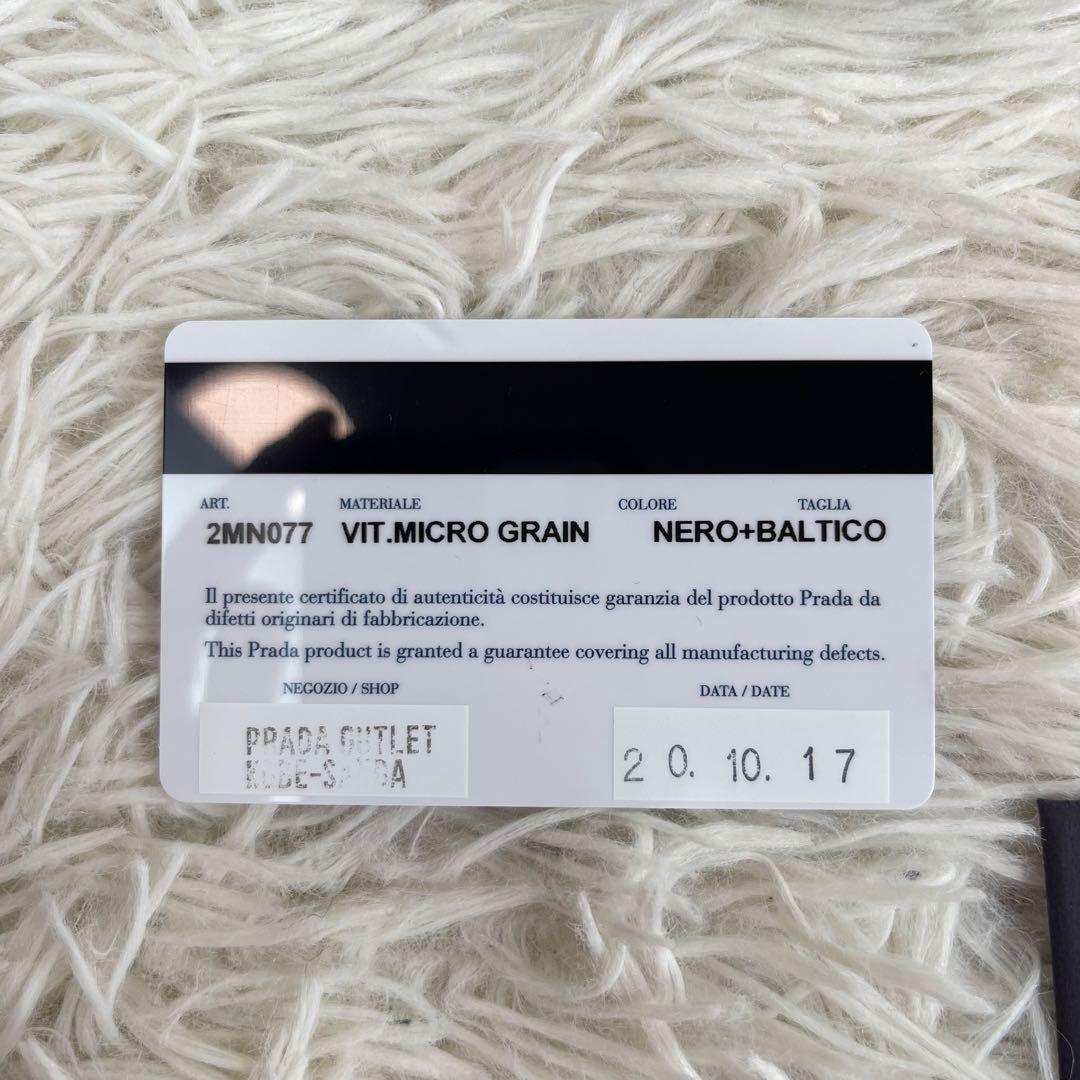 ART. MATERIALE COLORE TAGLIA
2MN077 VIT.MICRO GRAIN NERO+BALTICO
Il presente certificato di autenticità costituisce garanzia del prodotto Prada da
difetti originari di fabbricazione.
This Prada product is granted a guarantee covering all manufacturing defects.
NEGOZIO / SHOP DATA / DATE
PRADA OUTLET
KOBE-SANDA
20.10.17